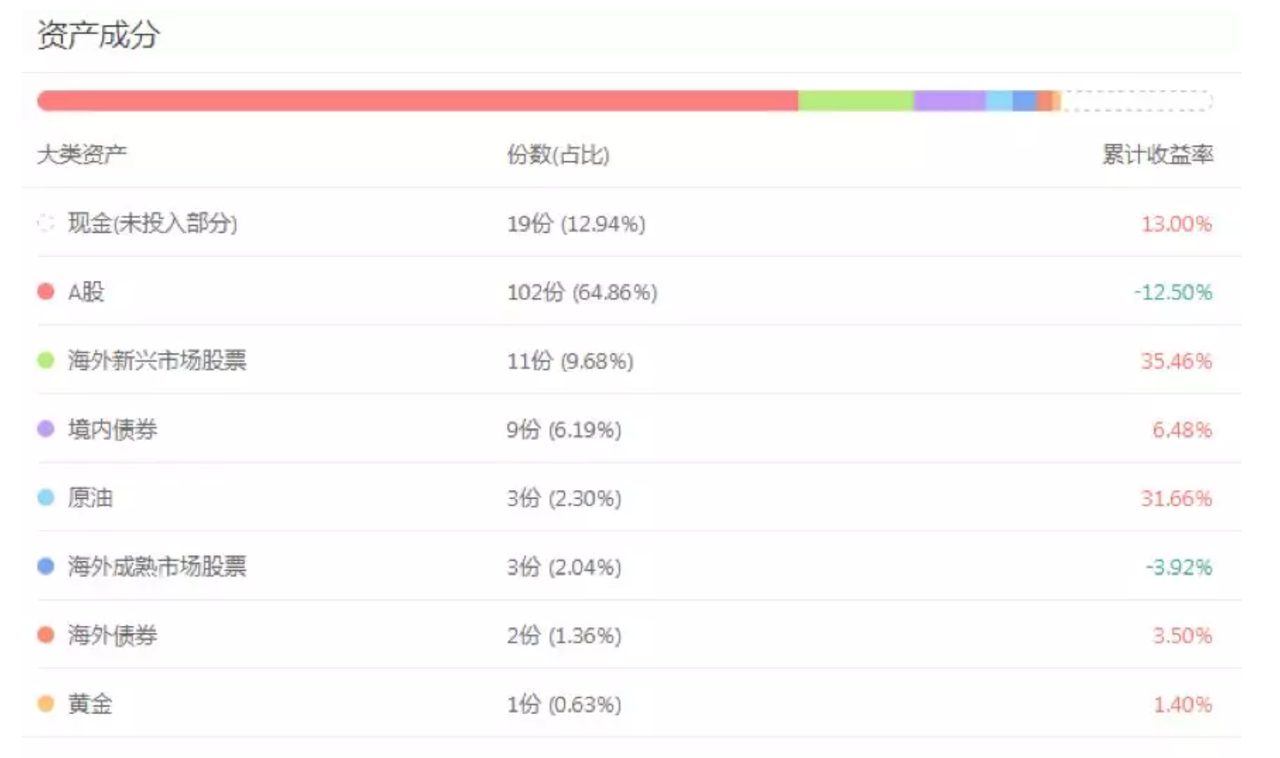 资产成分
大类资产 份数(占比) 累计收益率
现金(未投入部分) 19份 (12.94%) 13.00%
A股 102份 (64.86%) -12.50%
海外新兴市场股票 11份 (9.68%) 35.46%
境内债券 9份 (6.19%) 6.48%
原油 3份 (2.30%) 31.66%
海外成熟市场股票 3份 (2.04%) -3.92%
海外债券 2份 (1.36%) 3.50%
黄金 1份 (0.63%) 1.40%